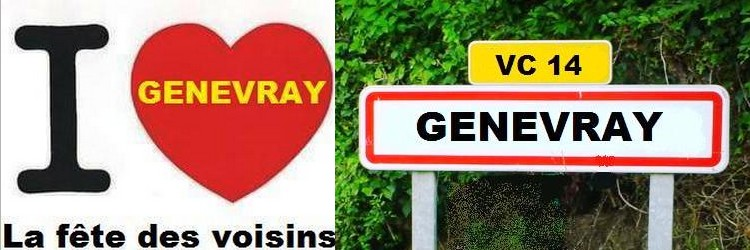 I
GENEVRAY
La fête des voisins
VC 14
GENEVRAY